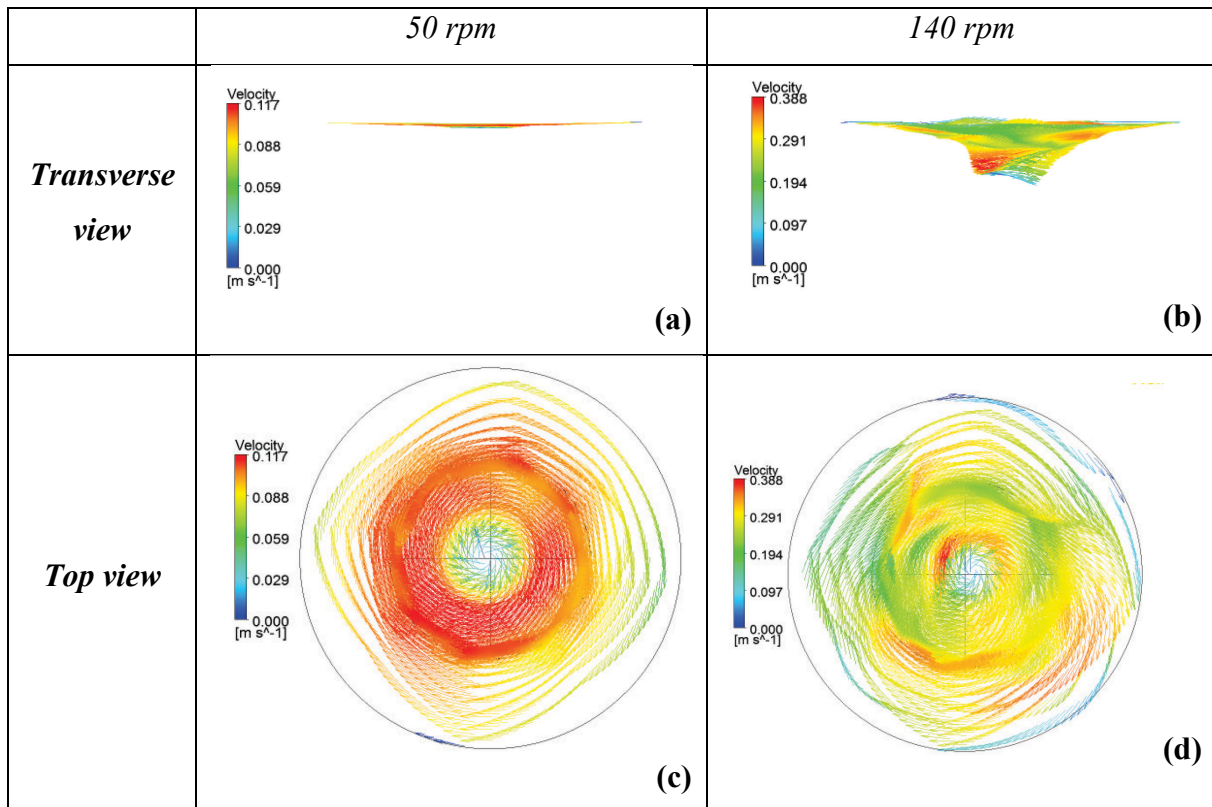 50 rpm
140 rpm
Transverse
view
Velocity
0.117
0.088
0.059
0.029
0.000
[m s^-1]
(a)
Velocity
0.388
0.291
0.194
0.097
0.000
[m s^-1]
(b)
Top view
Velocity
0.117
0.088
0.059
0.029
0.000
[m s^-1]
(c)
Velocity
0.388
0.291
0.194
0.097
0.000
[m s^-1]
(d)